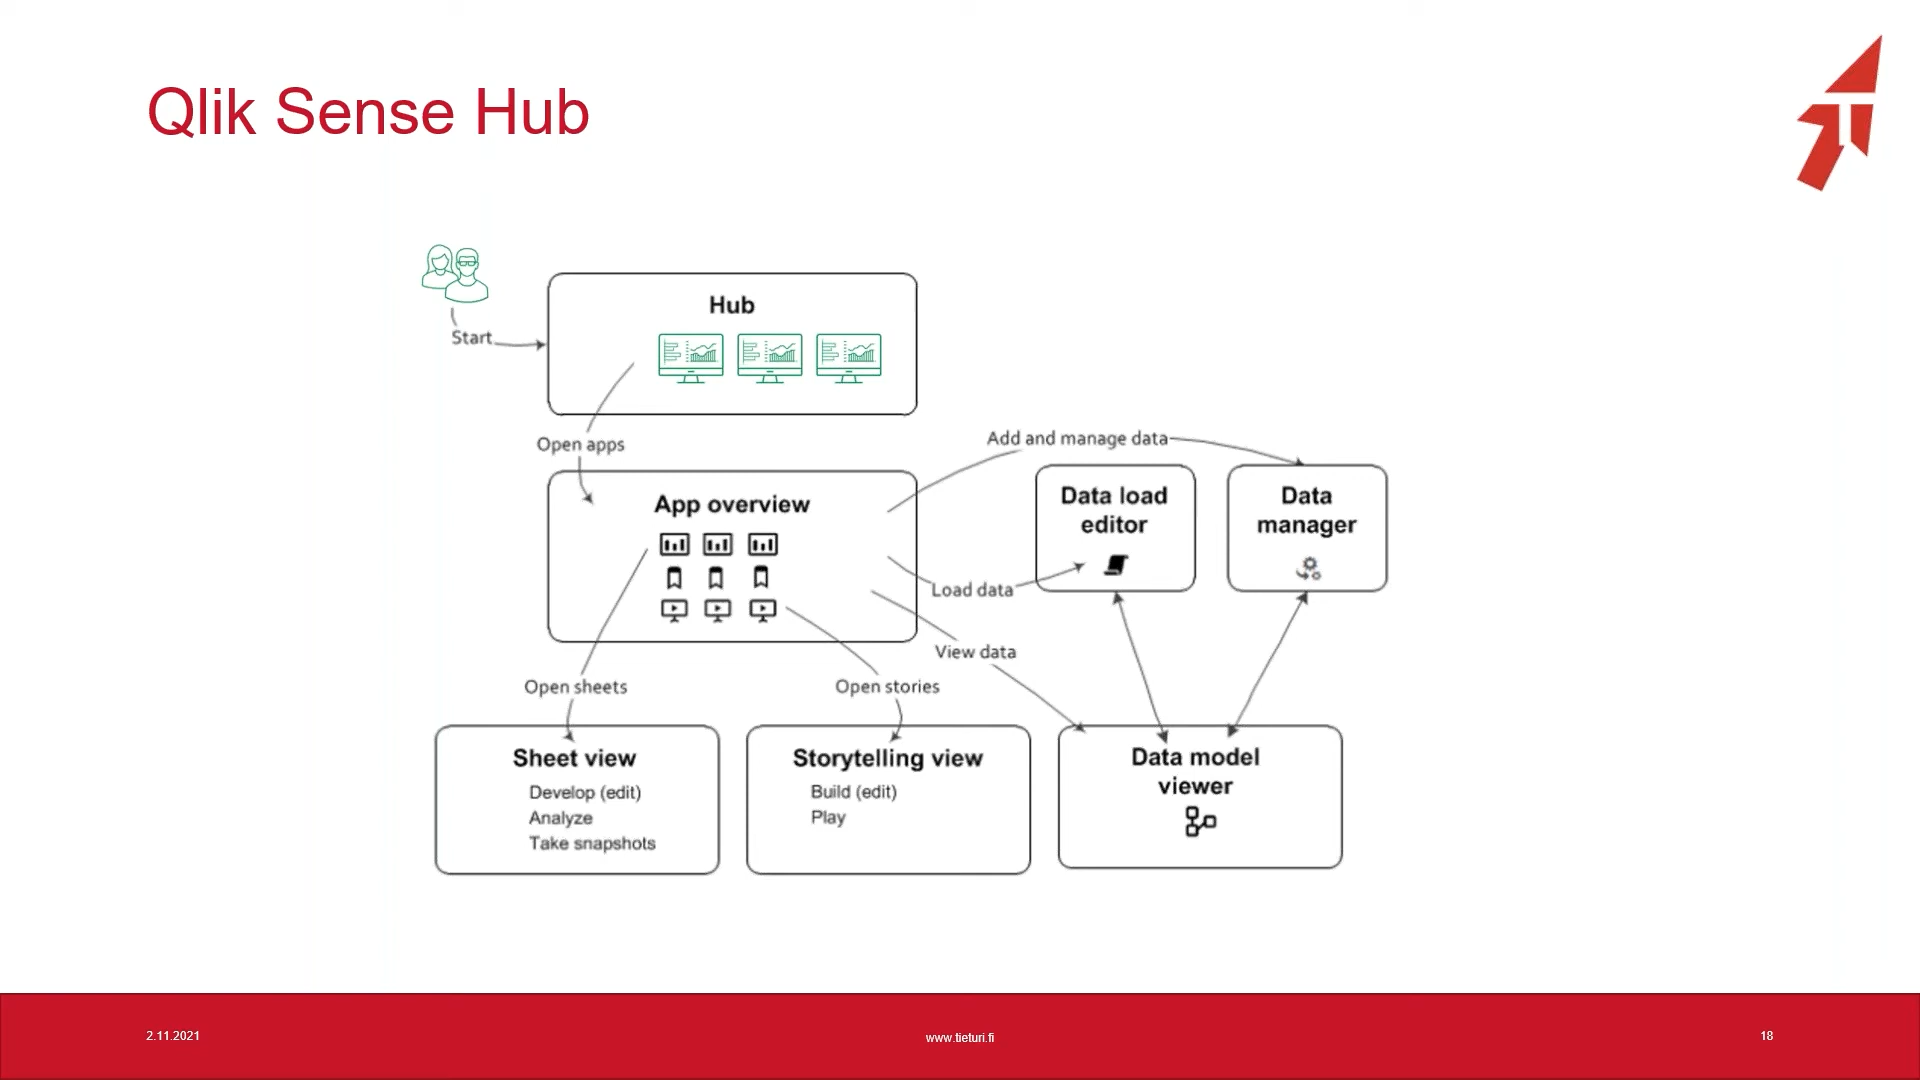 Qlik Sense Hub
Hub
Start
Open apps
Add and manage data
App overview
Data load
editor
Data
manager
Load data
View data
Open sheets
Open stories
Sheet view
Develop (edit)
Analyze
Take snapshots
Storytelling view
Build (edit)
Play
Data model
viewer
2.11.2021
www.tieturi.fi
18